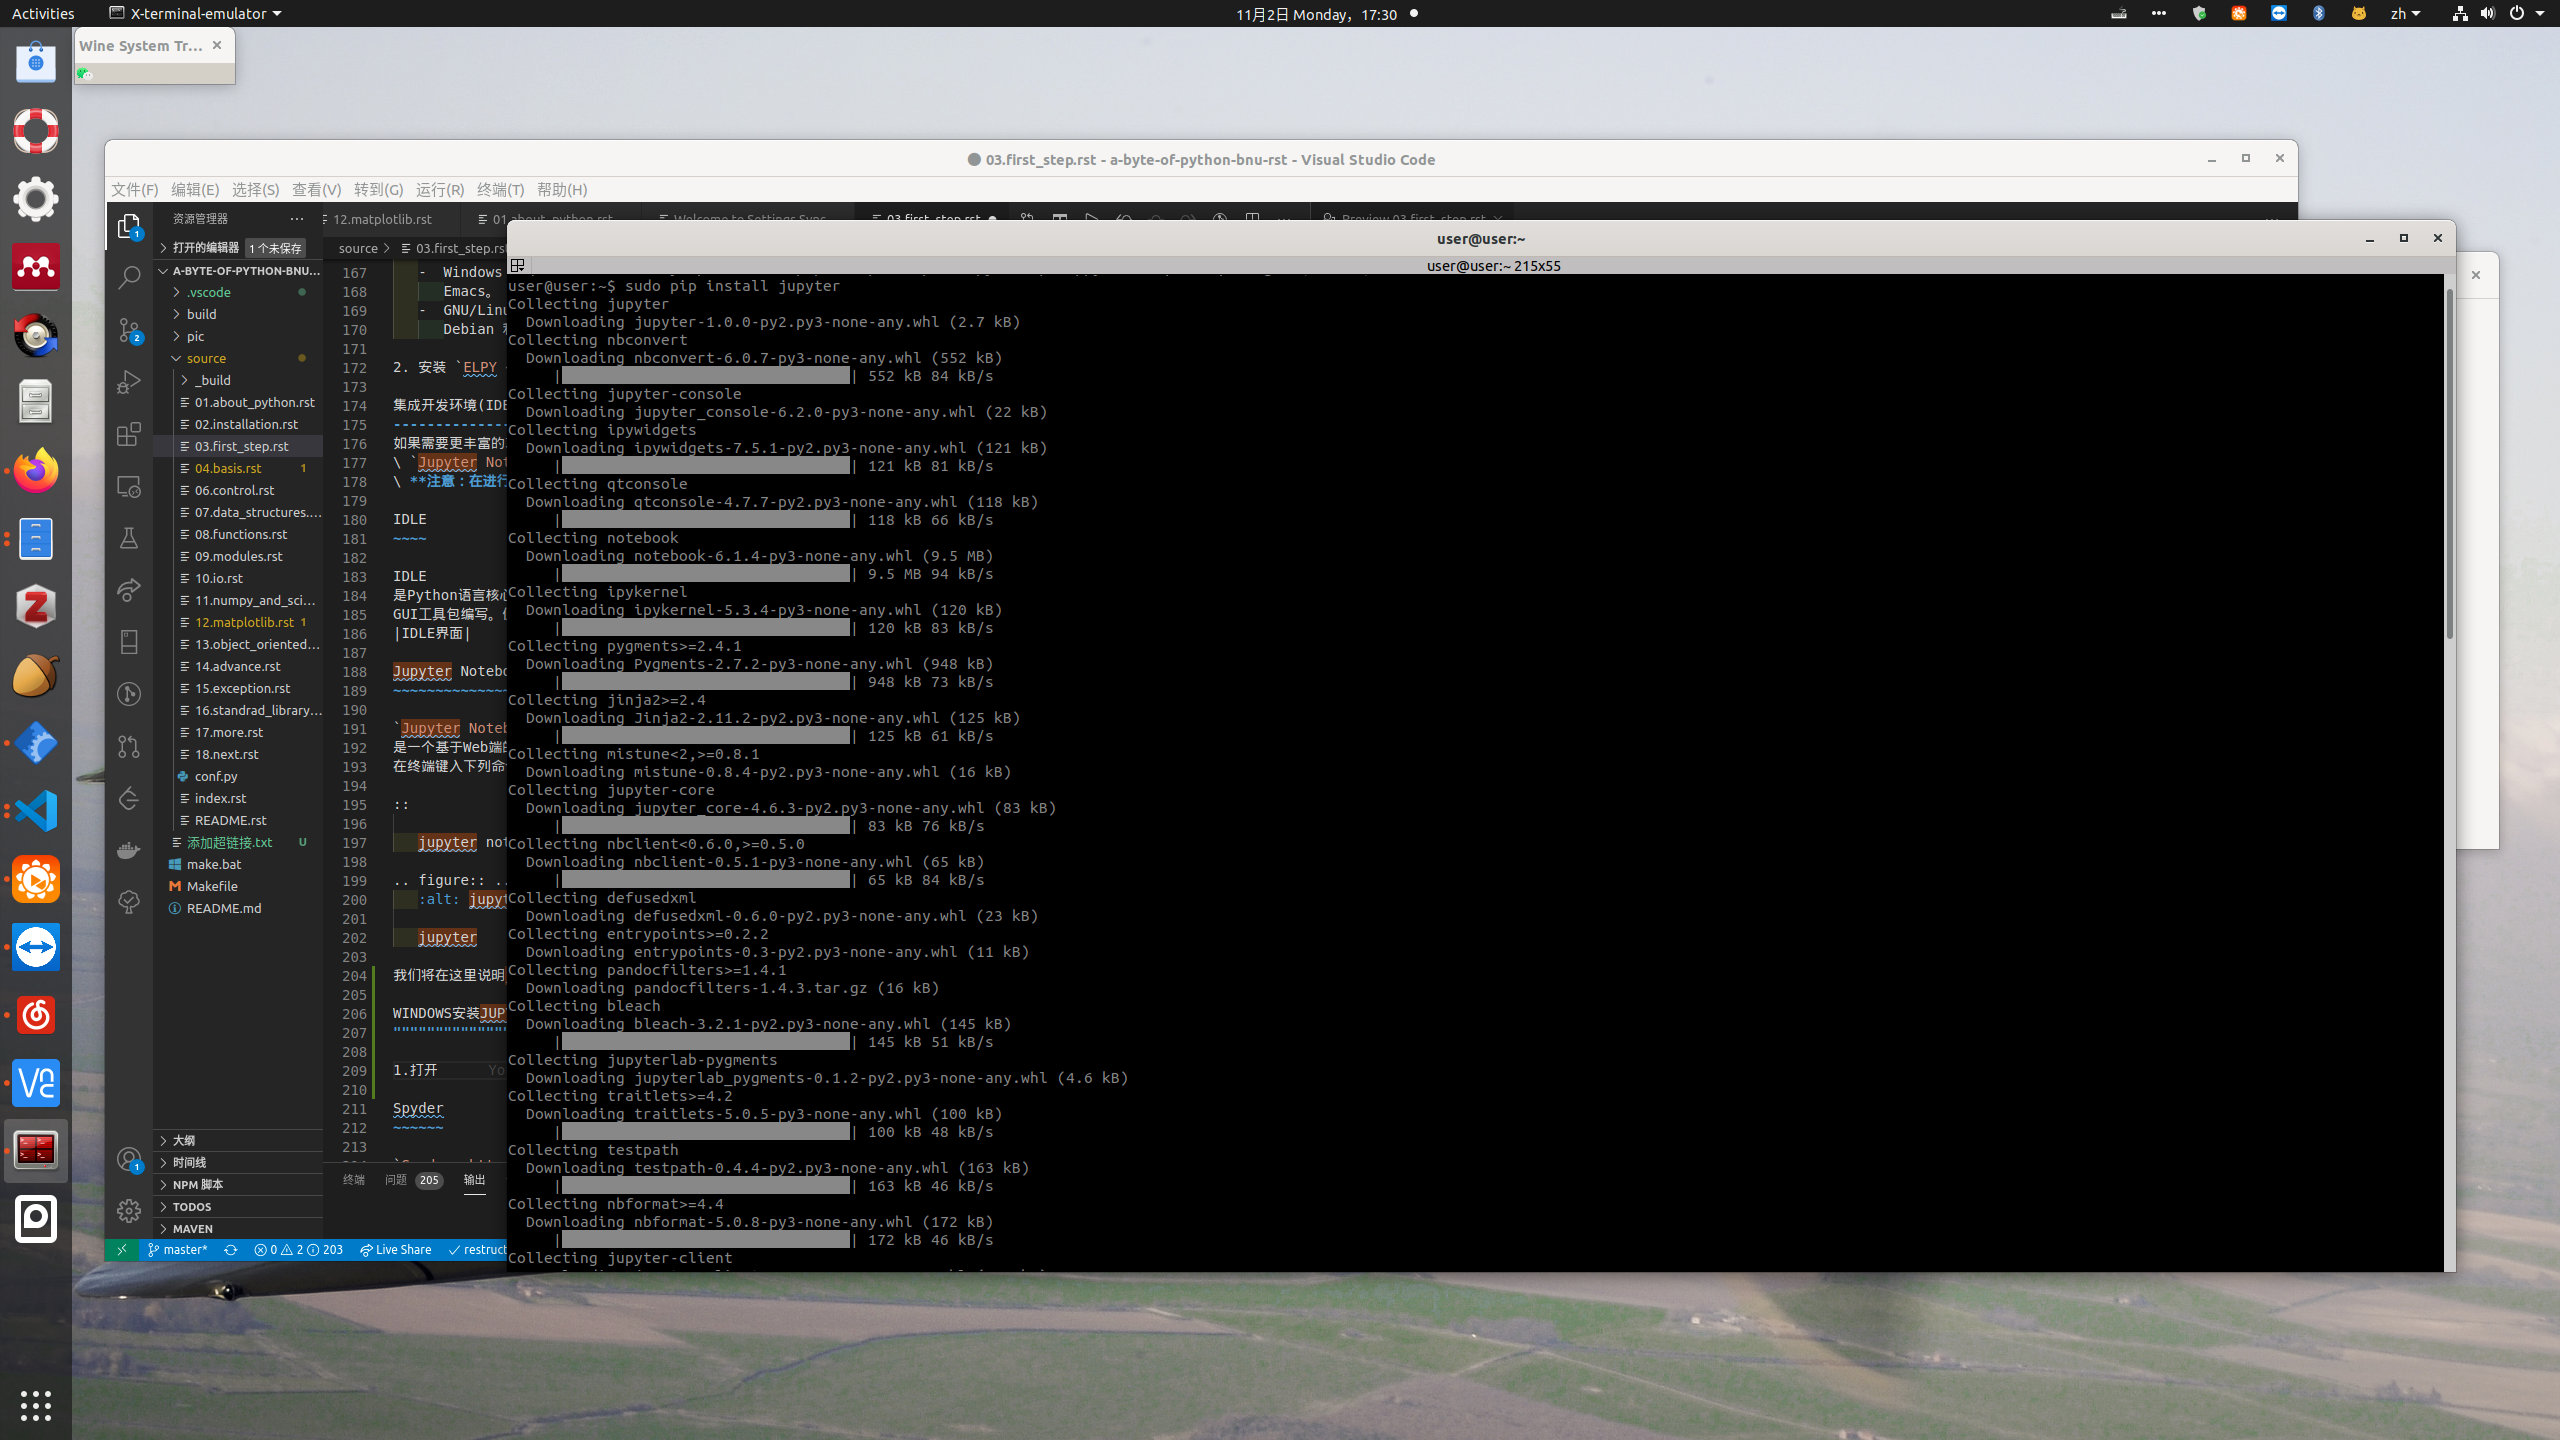 Activities
X-terminal-emulator
11月2日 Monday，17:30
zh
Wine System Tr...
03.first_step.rst - a-byte-of-python-bnu-rst - Visual Studio Code
文件(F) 编辑(E) 选择(S) 查看(V) 转到(G) 运行(R) 终端(T) 帮助(H)
资源管理器
12.matplotlib.rst
01.about_python.rst
Welcome to Settings Sync
03.first_step.rst
Preview 03.first_step.rst
打开的编辑器 1 个未保存
A-BYTE-OF-PYTHON-BNU...
.vscode
build
pic
source
_build
01.about_python.rst
02.installation.rst
03.first_step.rst
04.basis.rst 1
06.control.rst
07.data_structures....
08.functions.rst
09.modules.rst
10.io.rst
11.numpy_and_sci...
12.matplotlib.rst 1
13.object_oriented...
14.advance.rst
15.exception.rst
16.standrad_library...
17.more.rst
18.next.rst
conf.py
index.rst
README.rst
添加超链接.txt U
make.bat
Makefile
README.md
大纲
时间线
NPM 脚本
TODOS
MAVEN
source > 03.first_step.rst
167 - Windows
168 Emacs。
169 - GNU/Linu
170 Debian
171
172 2. 安装 `ELPY
173
174 集成开发环境(IDE
175 --------------
176 如果需要更丰富的
177 \ `Jupyter Not
178 \ **注意：在进行
179
180 IDLE
181 ~~~~
182
183 IDLE
184 是Python语言核心
185 GUI工具包编写。
186 |IDLE界面|
187
188 Jupyter Notebo
189 ~~~~~~~~~~~~~~
190
191 `Jupyter Noteb
192 是一个基于Web端的
193 在终端键入下列命
194
195 ::
196
197 jupyter not
198
199 .. figure:: ..
200 :alt: jupyt
201
202 jupyter
203
204 我们将在这里说明
205
206 WINDOWS安装JUP
207 """"""""""""""
208
209 1.打开 Yo
210
211 Spyder
212 ~~~~~~
213
终端 问题 205 输出
master* 0 2 203 Live Share restruct
user@user:~
user@user:~ 215x55
user@user:~$ sudo pip install jupyter
Collecting jupyter
Downloading jupyter-1.0.0-py2.py3-none-any.whl (2.7 kB)
Collecting nbconvert
Downloading nbconvert-6.0.7-py3-none-any.whl (552 kB)
| | 552 kB 84 kB/s
Collecting jupyter-console
Downloading jupyter_console-6.2.0-py3-none-any.whl (22 kB)
Collecting ipywidgets
Downloading ipywidgets-7.5.1-py2.py3-none-any.whl (121 kB)
| | 121 kB 81 kB/s
Collecting qtconsole
Downloading qtconsole-4.7.7-py2.py3-none-any.whl (118 kB)
| | 118 kB 66 kB/s
Collecting notebook
Downloading notebook-6.1.4-py3-none-any.whl (9.5 MB)
| | 9.5 MB 94 kB/s
Collecting ipykernel
Downloading ipykernel-5.3.4-py3-none-any.whl (120 kB)
| | 120 kB 83 kB/s
Collecting pygments>=2.4.1
Downloading Pygments-2.7.2-py3-none-any.whl (948 kB)
| | 948 kB 73 kB/s
Collecting jinja2>=2.4
Downloading Jinja2-2.11.2-py2.py3-none-any.whl (125 kB)
| | 125 kB 61 kB/s
Collecting mistune<2,>=0.8.1
Downloading mistune-0.8.4-py2.py3-none-any.whl (16 kB)
Collecting jupyter-core
Downloading jupyter_core-4.6.3-py2.py3-none-any.whl (83 kB)
| | 83 kB 76 kB/s
Collecting nbclient<0.6.0,>=0.5.0
Downloading nbclient-0.5.1-py3-none-any.whl (65 kB)
| | 65 kB 84 kB/s
Collecting defusedxml
Downloading defusedxml-0.6.0-py2.py3-none-any.whl (23 kB)
Collecting entrypoints>=0.2.2
Downloading entrypoints-0.3-py2.py3-none-any.whl (11 kB)
Collecting pandocfilters>=1.4.1
Downloading pandocfilters-1.4.3.tar.gz (16 kB)
Collecting bleach
Downloading bleach-3.2.1-py2.py3-none-any.whl (145 kB)
| | 145 kB 51 kB/s
Collecting jupyterlab-pygments
Downloading jupyterlab_pygments-0.1.2-py2.py3-none-any.whl (4.6 kB)
Collecting traitlets>=4.2
Downloading traitlets-5.0.5-py3-none-any.whl (100 kB)
| | 100 kB 48 kB/s
Collecting testpath
Downloading testpath-0.4.4-py2.py3-none-any.whl (163 kB)
| | 163 kB 46 kB/s
Collecting nbformat>=4.4
Downloading nbformat-5.0.8-py3-none-any.whl (172 kB)
| | 172 kB 46 kB/s
Collecting jupyter-client